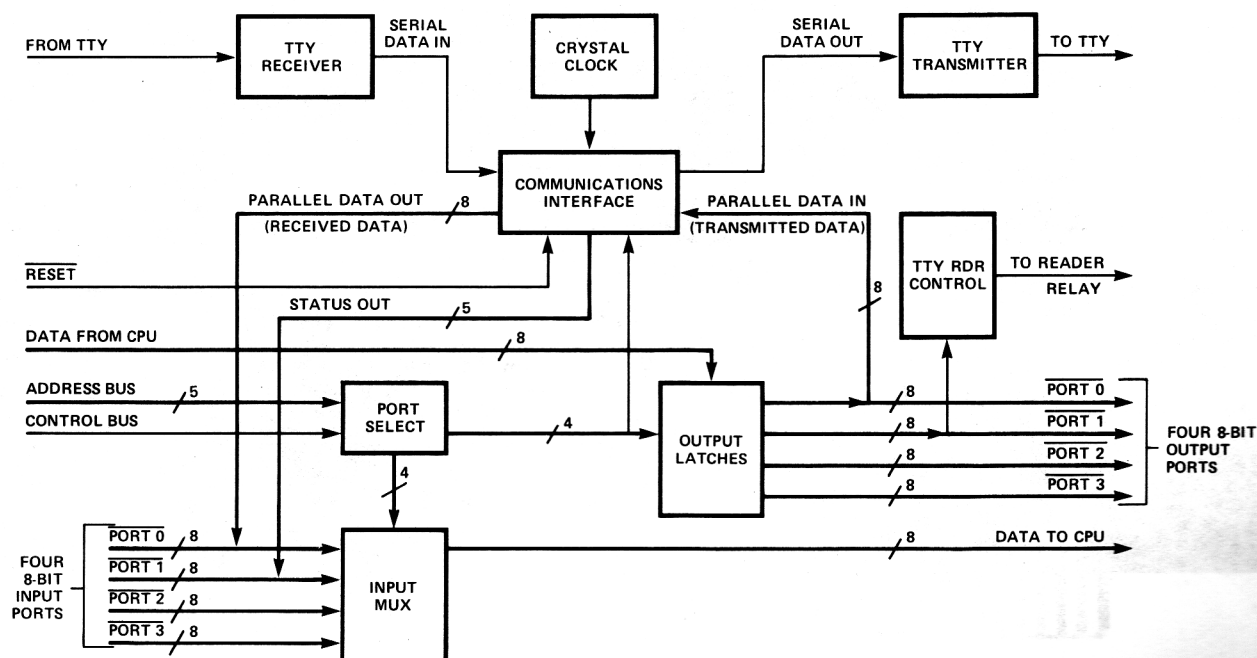 FROM TTY
TTY
RECEIVER
SERIAL
DATA IN
CRYSTAL
CLOCK
SERIAL
DATA OUT
TTY
TRANSMITTER
TO TTY
COMMUNICATIONS
INTERFACE
PARALLEL DATA OUT
8
(RECEIVED DATA)
PARALLEL DATA IN
(TRANSMITTED DATA)
8
TTY RDR
CONTROL
TO READER
RELAY
RESET
STATUS OUT
5
DATA FROM CPU
8
ADDRESS BUS
5
CONTROL BUS
PORT
SELECT
4
4
OUTPUT
LATCHES
8
PORT 0
8
PORT 1
8
PORT 2
8
PORT 3
FOUR 8-BIT
OUTPUT
PORTS
FOUR
8-BIT
INPUT
PORTS
PORT 0
8
PORT 1
8
PORT 2
8
PORT 3
8
INPUT
MUX
8
DATA TO CPU